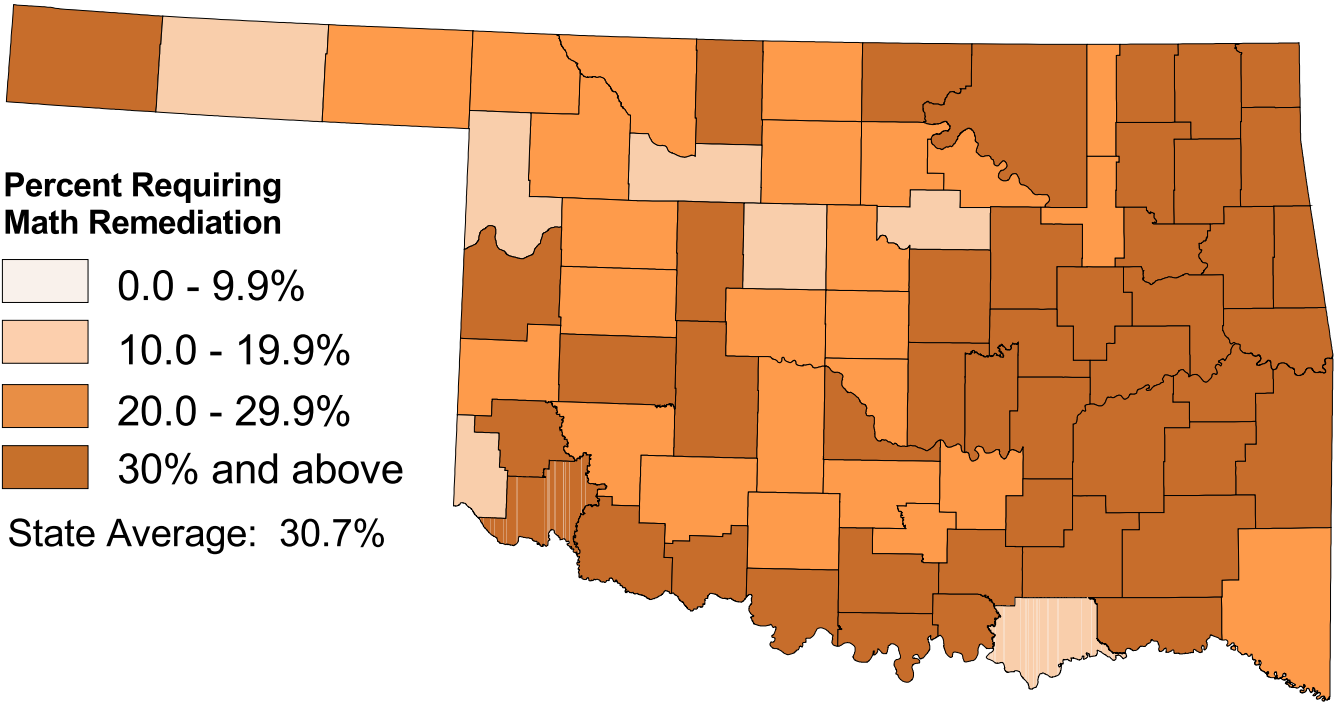 Percent Requiring
Math Remediation
0.0 - 9.9%
10.0 - 19.9%
20.0 - 29.9%
30% and above
State Average: 30.7%